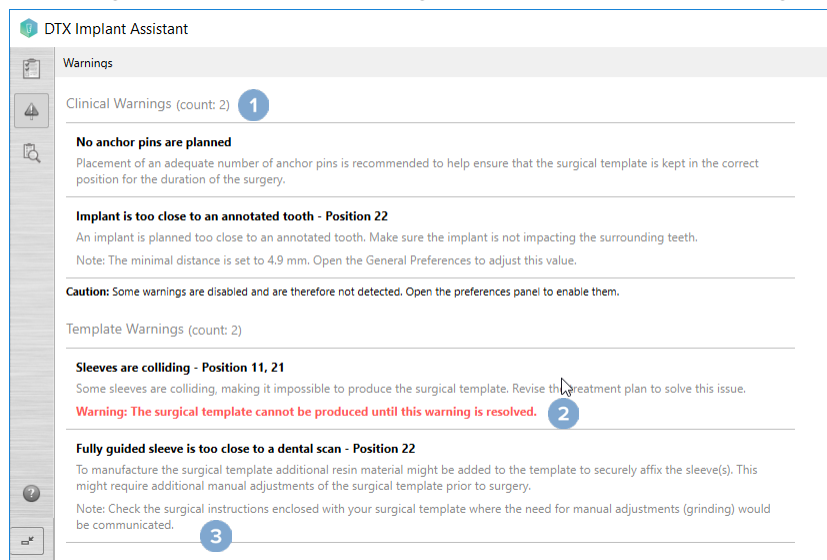 DTX Implant Assistant
Warnings
Clinical Warnings (count: 2) 1
No anchor pins are planned
Placement of an adequate number of anchor pins is recommended to help ensure that the surgical template is kept in the correct
position for the duration of the surgery.
Implant is too close to an annotated tooth - Position 22
An implant is planned too close to an annotated tooth. Make sure the implant is not impacting the surrounding teeth.
Note: The minimal distance is set to 4.9 mm. Open the General Preferences to adjust this value.
Caution: Some warnings are disabled and are therefore not detected. Open the preferences panel to enable them.
Template Warnings (count: 2)
Sleeves are colliding - Position 11, 21
Some sleeves are colliding, making it impossible to produce the surgical template. Revise the treatment plan to solve this issue.
Warning: The surgical template cannot be produced until this warning is resolved. 2
Fully guided sleeve is too close to a dental scan - Position 22
To manufacture the surgical template additional resin material might be added to the template to securely affix the sleeve(s). This
might require additional manual adjustments of the surgical template prior to surgery.
Note: Check the surgical instructions enclosed with your surgical template where the need for manual adjustments (grinding) would
be communicated. 3
?